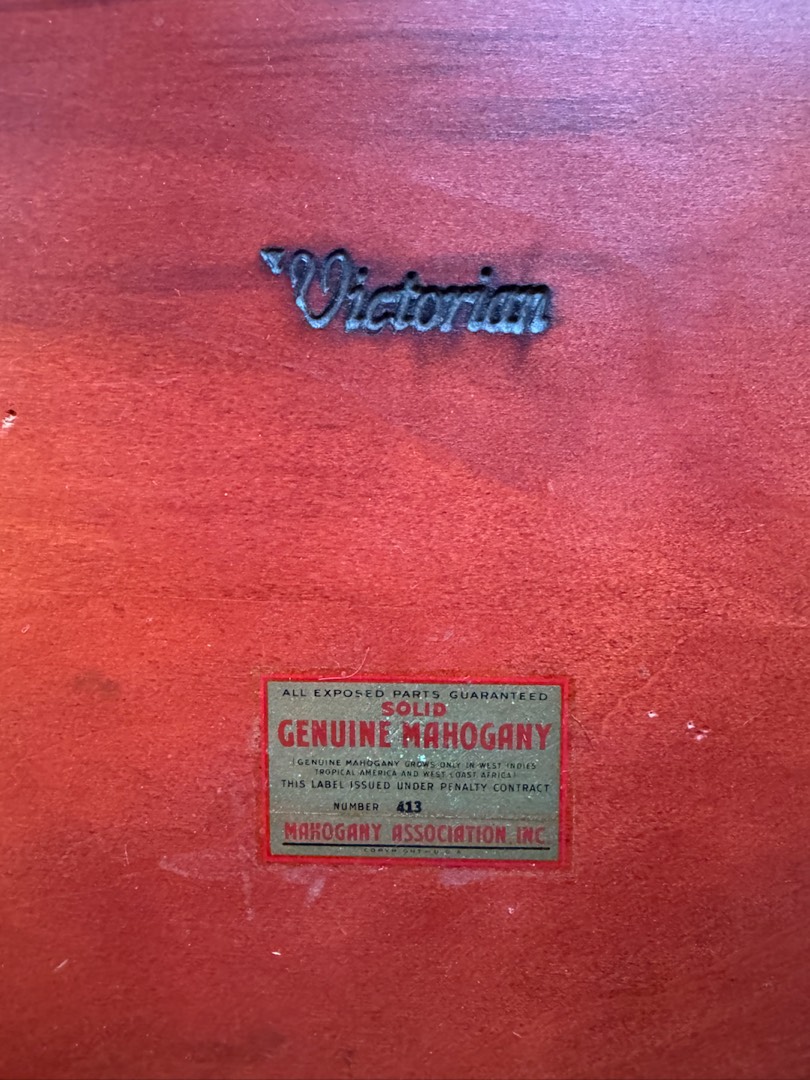 Victorian
ALL EXPOSED PARTS GUARANTEED
SOLID
GENUINE MAHOGANY
(GENUINE MAHOGANY GROWS ONLY IN WEST INDIES
TROPICAL AMERICA AND WEST COAST AFRICA)
THIS LABEL ISSUED UNDER PENALTY CONTRACT
NUMBER 413
MAHOGANY ASSOCIATION, INC.
COPYRIGHT - U.S.A.